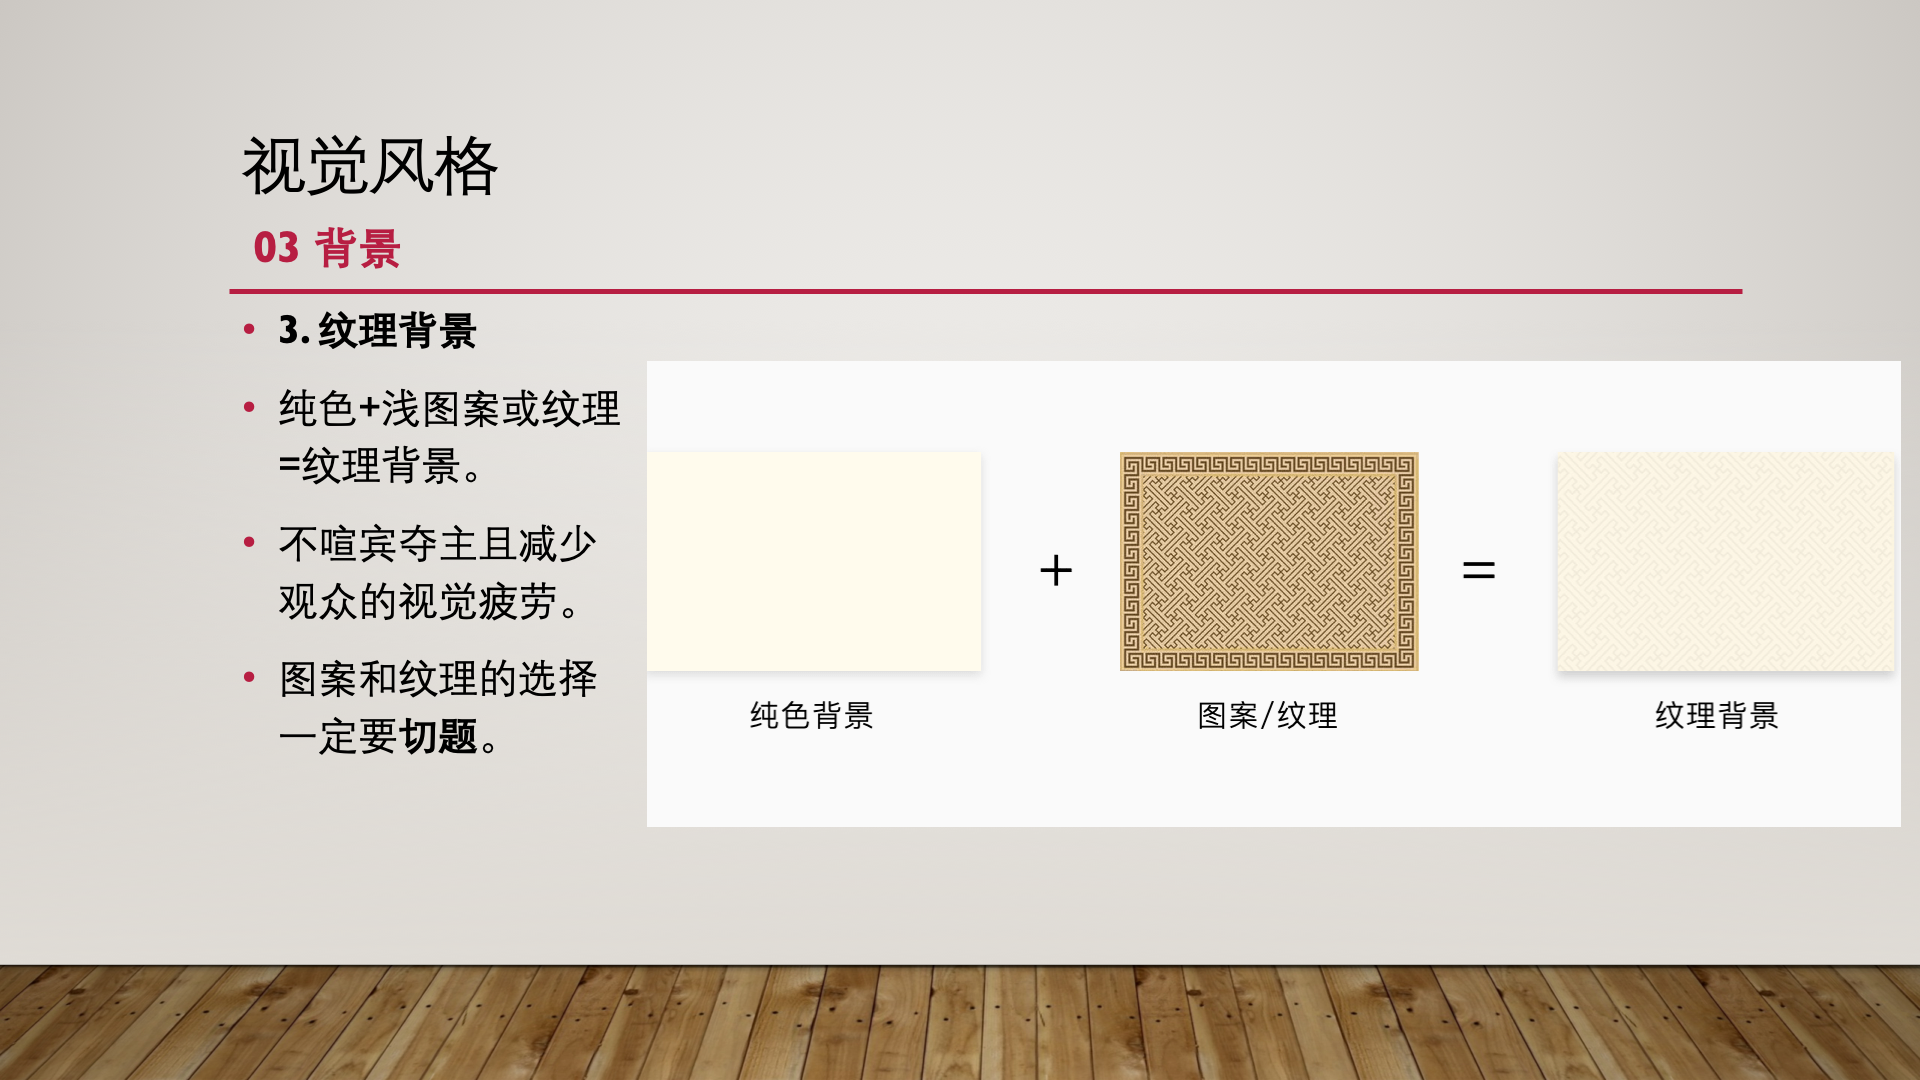 视觉风格
03 背景
• 3. 纹理背景
• 纯色+浅图案或纹理
=纹理背景。
• 不喧宾夺主且减少
观众的视觉疲劳。
• 图案和纹理的选择
一定要切题。
+
=
纯色背景
图案/纹理
纹理背景